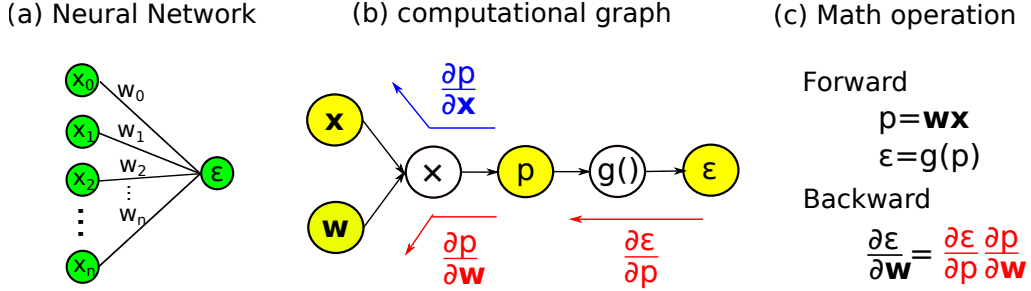 (a) Neural Network
x₀
x₁
x₂
xₙ
w₀
w₁
w₂
wₙ
ε
(b) computational graph
x
w
×
p
g()
ε
∂p
∂x
∂p
∂w
∂ε
∂p
(c) Math operation
Forward
p=wx
ε=g(p)
Backward
∂ε/∂w = ∂ε/∂p ∂p/∂w